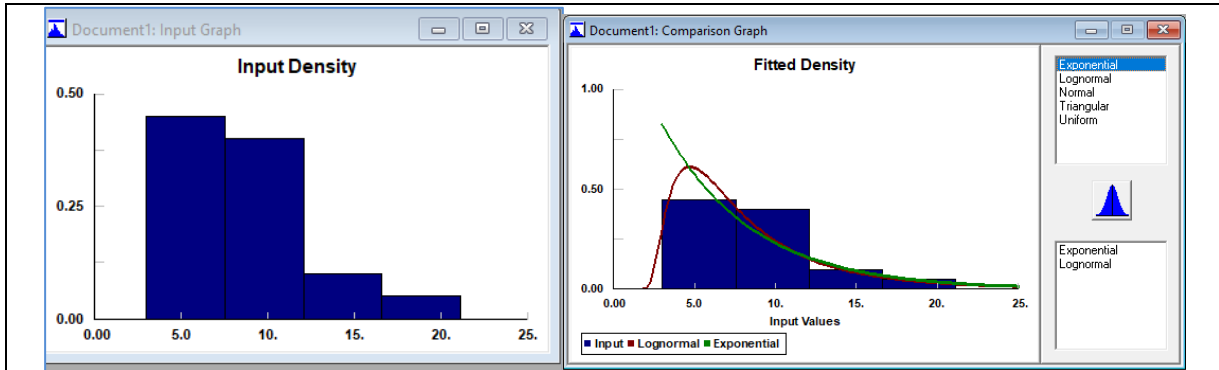 Document1: Input Graph
Input Density
0.50
0.25
0.00
0.00 5.0 10. 15. 20. 25.
Document1: Comparison Graph
Fitted Density
1.00
0.50
0.00
0.00 5.0 10. 15. 20. 25.
Input Values
Input Lognormal Exponential
Exponential
Lognormal
Normal
Triangular
Uniform
Exponential
Lognormal